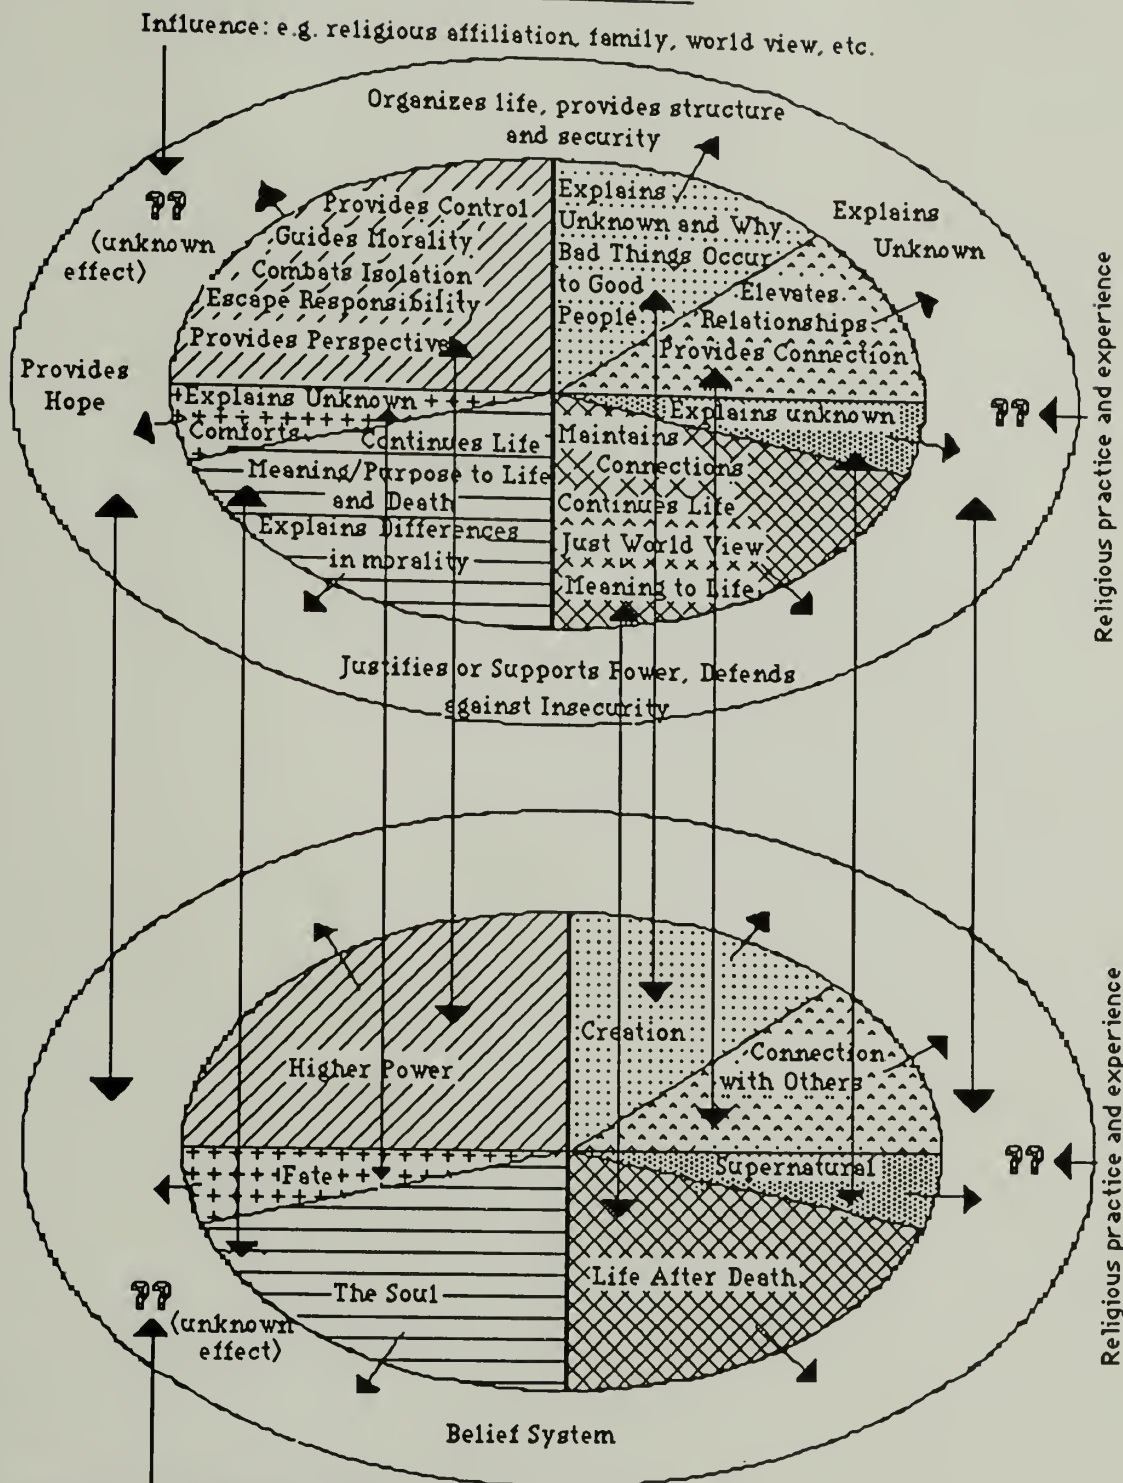 Influence: e.g. religious affiliation, family, world view, etc.
Organizes life, provides structure
and security
??
(unknown
effect)
Provides Control
Guides Morality
Combats Isolation
Escape Responsibility
Provides Perspective
Explains
Unknown and Why
Bad Things Occur
to Good
People
Explains
Unknown
Elevates
Relationships
Provides Connection
Provides
Hope
Explains Unknown
Comforts
Explains unknown
??
Religious practice and experience
Continues Life
Meaning/Purpose to Life
and Death
Explains Differences
in morality
Maintains
Connections
Continues Life
Just World View
Meaning to Life
Justifies or Supports Power, Defends
against Insecurity
Higher Power
Creation
Connection
with Others
Fate
Supernatural
??
Religious practice and experience
The Soul
Life After Death
??
(unknown
effect)
Belief System